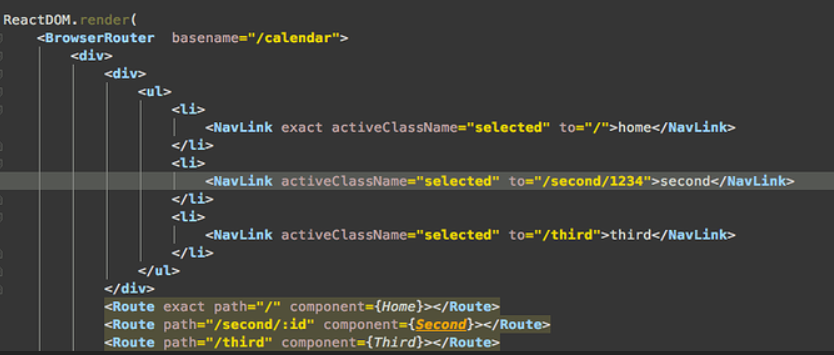 ReactDOM.render(
<BrowserRouter  basename="/calendar">
<div>
<div>
<ul>
<li>
<NavLink exact activeClassName="selected" to="/">home</NavLink>
</li>
<li>
<NavLink activeClassName="selected" to="/second/1234">second</NavLink>
</li>
<li>
<NavLink activeClassName="selected" to="/third">third</NavLink>
</li>
</ul>
</div>
<Route exact path="/" component={Home}></Route>
<Route path="/second/:id" component={Second}></Route>
<Route path="/third" component={Third}></Route>